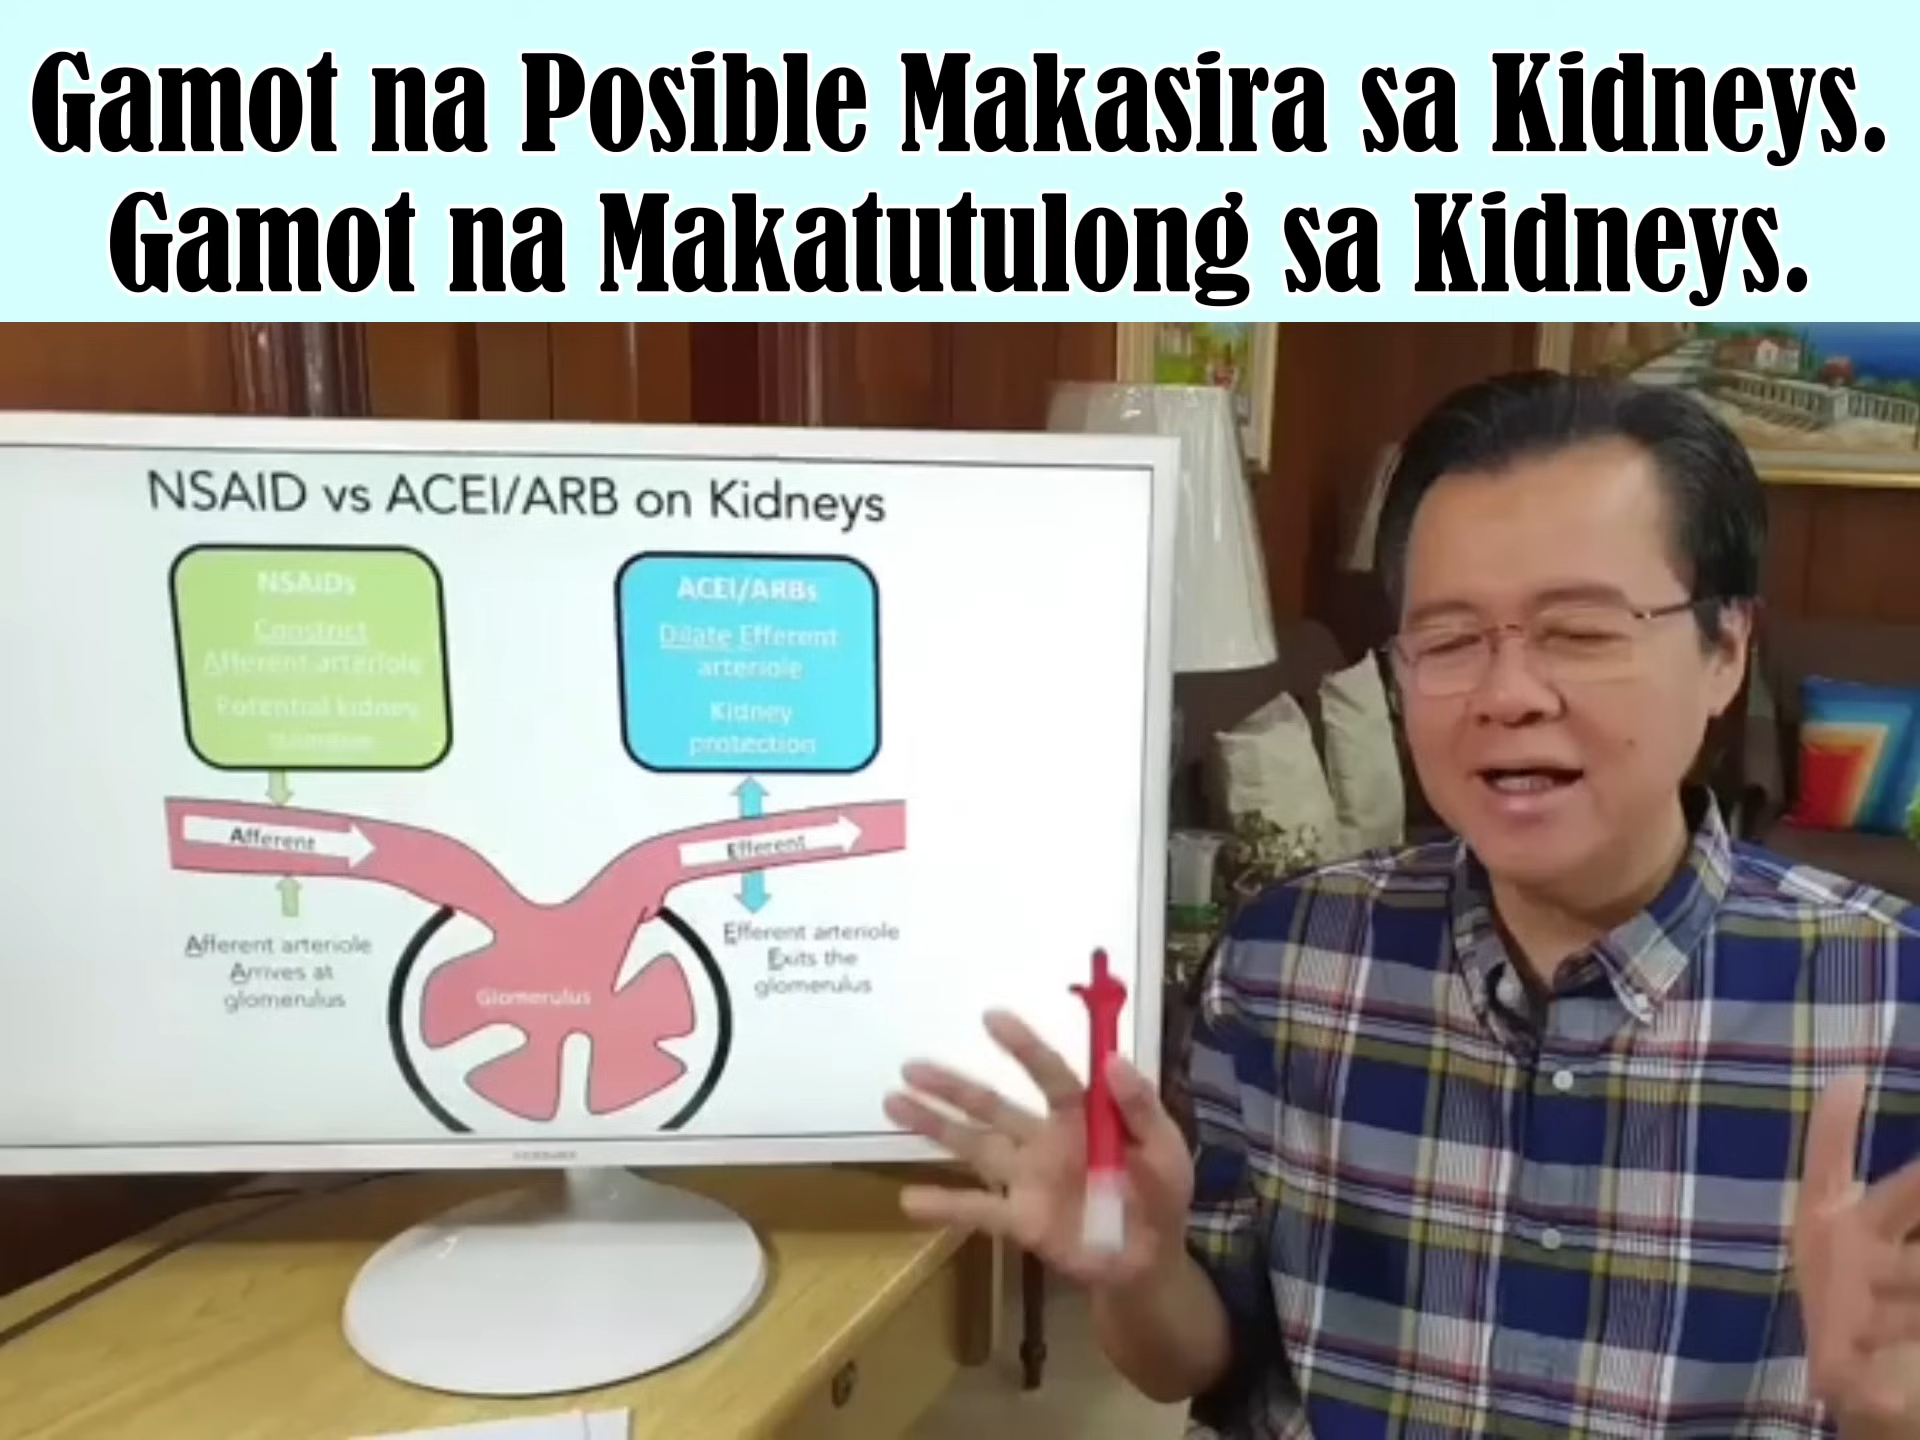 Gamot na Posible Makasira sa Kidneys.
Gamot na Makatutulong sa Kidneys.
NSAID vs ACEI/ARB on Kidneys
NSAIDs
Constrict
Afferent arteriole
Potential kidney
ACEI/ARBs
Dilate Efferent
arteriole
Kidney
protection
Afferent
Efferent
Afferent arteriole
Arrives at
glomerulus
Efferent arteriole
Exits the
glomerulus
Glomerulus